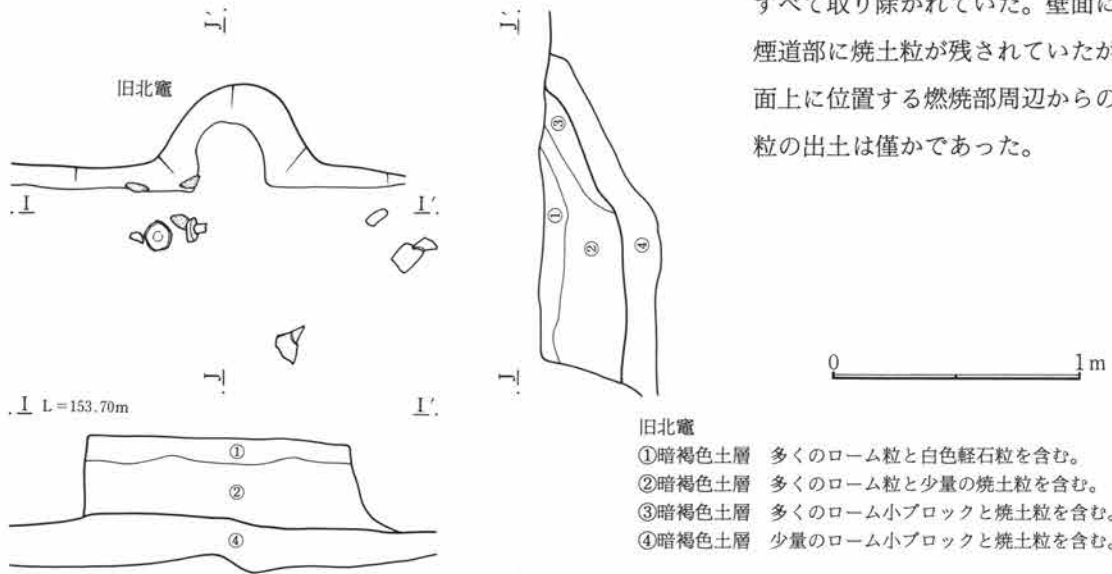 すべて取り除かれていた。壁面に
煙道部に焼土粒が残されていたが
面上に位置する燃焼部周辺からの
粒の出土は僅かであった。
J′
J′
旧北竈
③
①
②
④
I
I′
J
J
0
1 m
I L＝153.70m
I′
①
②
④
旧北竈
①暗褐色土層　多くのローム粒と白色軽石粒を含む。
②暗褐色土層　多くのローム粒と少量の焼土粒を含む。
③暗褐色土層　多くのローム小ブロックと焼土粒を含む。
④暗褐色土層　少量のローム小ブロックと焼土粒を含む。